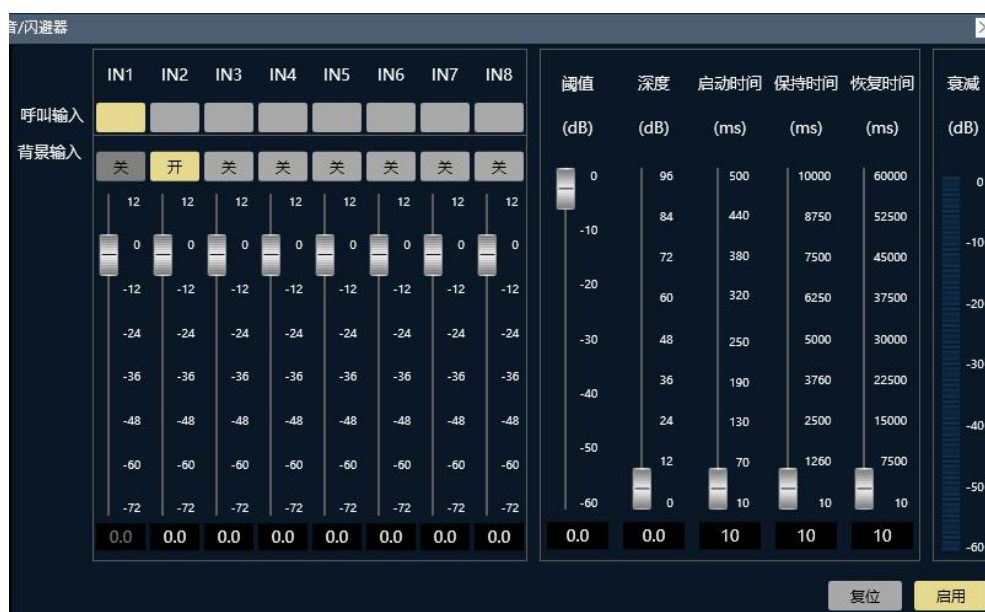 音/闪避器
IN1 IN2 IN3 IN4 IN5 IN6 IN7 IN8 阈值 深度 启动时间 保持时间 恢复时间 衰减
呼叫输入 (dB) (dB) (ms) (ms) (ms) (dB)
背景输入
关 开 关 关 关 关 关 关
12 12 12 12 12 12 12 12 0 96 500 10000 60000 0
-10 84 440 8750 52500
0 0 0 0 0 0 0 0 72 380 7500 45000 -10
-12 -12 -12 -12 -12 -12 -12 -12 -20 60 320 6250 37500 -20
-24 -24 -24 -24 -24 -24 -24 -24 -30 48 250 5000 30000
-36 -36 -36 -36 -36 -36 -36 -36 -40 36 190 3760 22500 -30
-48 -48 -48 -48 -48 -48 -48 -48 24 130 2500 15000 -40
-60 -60 -60 -60 -60 -60 -60 -60 -50 12 70 1260 7500
-72 -72 -72 -72 -72 -72 -72 -72 -60 0 10 10 10 -50
0.0 0.0 0.0 0.0 0.0 0.0 0.0 0.0 0.0 0.0 10 10 10 -60
复位 启用